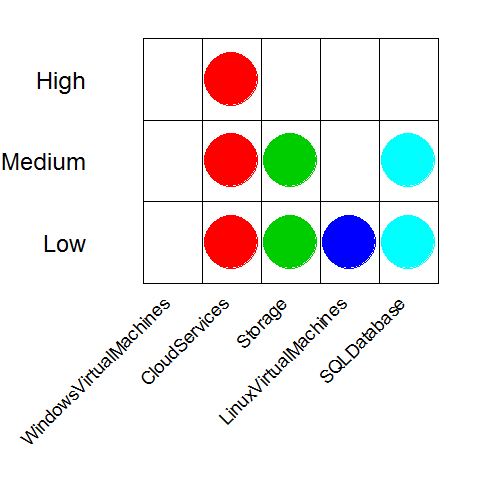 High
Medium
Low
WindowsVirtualMachines
CloudServices
Storage
LinuxVirtualMachines
SQLDatabase